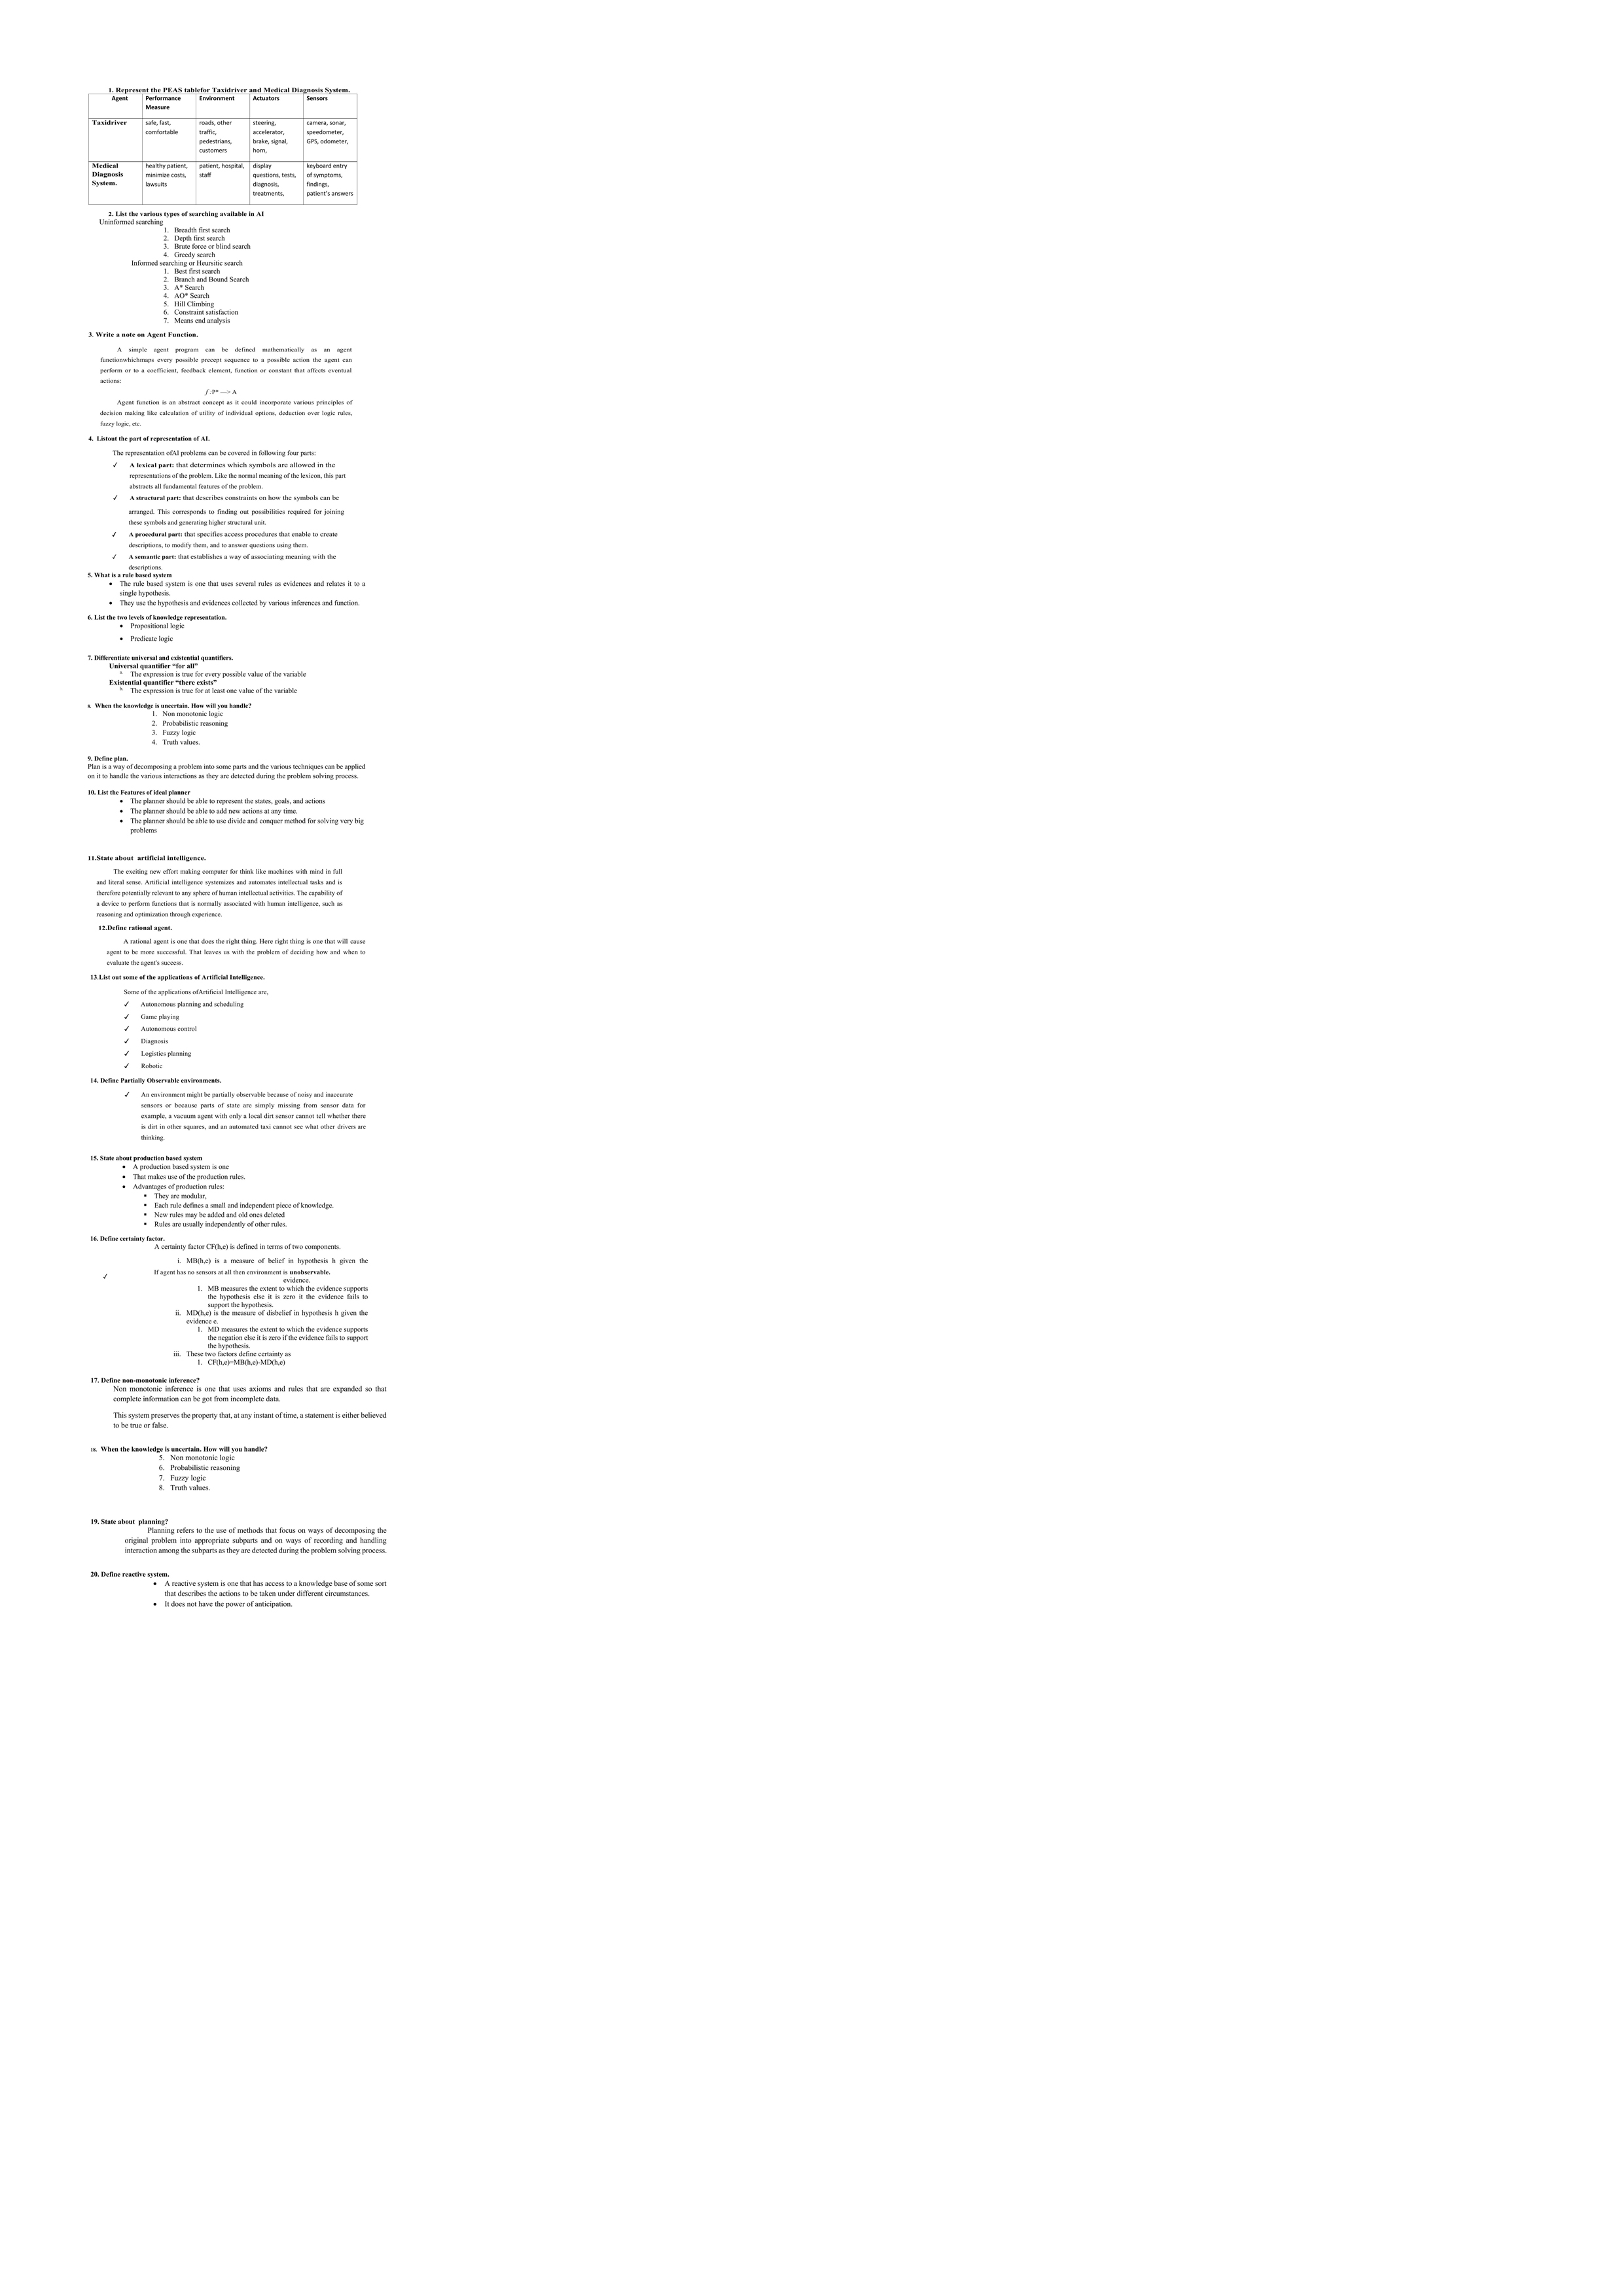 1. Represent the PEAS tablefor Taxidriver and Medical Diagnosis System.
Agent Performance Measure Environment Actuators Sensors
Taxidriver safe, fast, comfortable roads, other traffic, pedestrians, customers steering, accelerator, brake, signal, horn, camera, sonar, speedometer, GPS, odometer,
Medical Diagnosis System. healthy patient, minimize costs, lawsuits patient, hospital, staff display questions, tests, diagnosis, treatments, keyboard entry of symptoms, findings, patient's answers
2. List the various types of searching available in AI
Uninformed searching
1. Breadth first search
2. Depth first search
3. Brute force or blind search
4. Greedy search
Informed searching or Heursitic search
1. Best first search
2. Branch and Bound Search
3. A* Search
4. AO* Search
5. Hill Climbing
6. Constraint satisfaction
7. Means end analysis
3. Write a note on Agent Function.
A simple agent program can be defined mathematically as an agent
functionwhichmaps every possible precept sequence to a possible action the agent can
perform or to a coefficient, feedback element, function or constant that affects eventual
actions:
f :P* —> A
Agent function is an abstract concept as it could incorporate various principles of
decision making like calculation of utility of individual options, deduction over logic rules,
fuzzy logic, etc.
4. Listout the part of representation of AI.
The representation ofAI problems can be covered in following four parts:
✓ A lexical part: that determines which symbols are allowed in the
representations of the problem. Like the normal meaning of the lexicon, this part
abstracts all fundamental features of the problem.
✓ A structural part: that describes constraints on how the symbols can be
arranged. This corresponds to finding out possibilities required for joining
these symbols and generating higher structural unit.
✓ A procedural part: that specifies access procedures that enable to create
descriptions, to modify them, and to answer questions using them.
✓ A semantic part: that establishes a way of associating meaning with the
descriptions.
5. What is a rule based system
• The rule based system is one that uses several rules as evidences and relates it to a
single hypothesis.
• They use the hypothesis and evidences collected by various inferences and function.
6. List the two levels of knowledge representation.
• Propositional logic
• Predicate logic
7. Differentiate universal and existential quantifiers.
Universal quantifier “for all”
a. The expression is true for every possible value of the variable
Existential quantifier “there exists”
b. The expression is true for at least one value of the variable
8. When the knowledge is uncertain. How will you handle?
1. Non monotonic logic
2. Probabilistic reasoning
3. Fuzzy logic
4. Truth values.
9. Define plan.
Plan is a way of decomposing a problem into some parts and the various techniques can be applied
on it to handle the various interactions as they are detected during the problem solving process.
10. List the Features of ideal planner
• The planner should be able to represent the states, goals, and actions
• The planner should be able to add new actions at any time.
• The planner should be able to use divide and conquer method for solving very big
problems
11.State about artificial intelligence.
The exciting new effort making computer for think like machines with mind in full
and literal sense. Artificial intelligence systemizes and automates intellectual tasks and is
therefore potentially relevant to any sphere of human intellectual activities. The capability of
a device to perform functions that is normally associated with human intelligence, such as
reasoning and optimization through experience.
12.Define rational agent.
A rational agent is one that does the right thing. Here right thing is one that will cause
agent to be more successful. That leaves us with the problem of deciding how and when to
evaluate the agent's success.
13.List out some of the applications of Artificial Intelligence.
Some of the applications ofArtificial Intelligence are,
✓ Autonomous planning and scheduling
✓ Game playing
✓ Autonomous control
✓ Diagnosis
✓ Logistics planning
✓ Robotic
14. Define Partially Observable environments.
✓ An environment might be partially observable because of noisy and inaccurate
sensors or because parts of state are simply missing from sensor data for
example, a vacuum agent with only a local dirt sensor cannot tell whether there
is dirt in other squares, and an automated taxi cannot see what other drivers are
thinking.
15. State about production based system
• A production based system is one
• That makes use of the production rules.
• Advantages of production rules:
▪ They are modular,
▪ Each rule defines a small and independent piece of knowledge.
▪ New rules may be added and old ones deleted
▪ Rules are usually independently of other rules.
16. Define certainty factor.
A certainty factor CF(h,e) is defined in terms of two components.
i. MB(h,e) is a measure of belief in hypothesis h given the
✓ If agent has no sensors at all then environment is unobservable.
evidence.
1. MB measures the extent to which the evidence supports
the hypothesis else it is zero it the evidence fails to
support the hypothesis.
ii. MD(h,e) is the measure of disbelief in hypothesis h given the
evidence e.
1. MD measures the extent to which the evidence supports
the negation else it is zero if the evidence fails to support
the hypothesis.
iii. These two factors define certainty as
1. CF(h,e)=MB(h,e)-MD(h,e)
17. Define non-monotonic inference?
Non monotonic inference is one that uses axioms and rules that are expanded so that
complete information can be got from incomplete data.
This system preserves the property that, at any instant of time, a statement is either believed
to be true or false.
18. When the knowledge is uncertain. How will you handle?
5. Non monotonic logic
6. Probabilistic reasoning
7. Fuzzy logic
8. Truth values.
19. State about planning?
Planning refers to the use of methods that focus on ways of decomposing the
original problem into appropriate subparts and on ways of recording and handling
interaction among the subparts as they are detected during the problem solving process.
20. Define reactive system.
• A reactive system is one that has access to a knowledge base of some sort
that describes the actions to be taken under different circumstances.
• It does not have the power of anticipation.